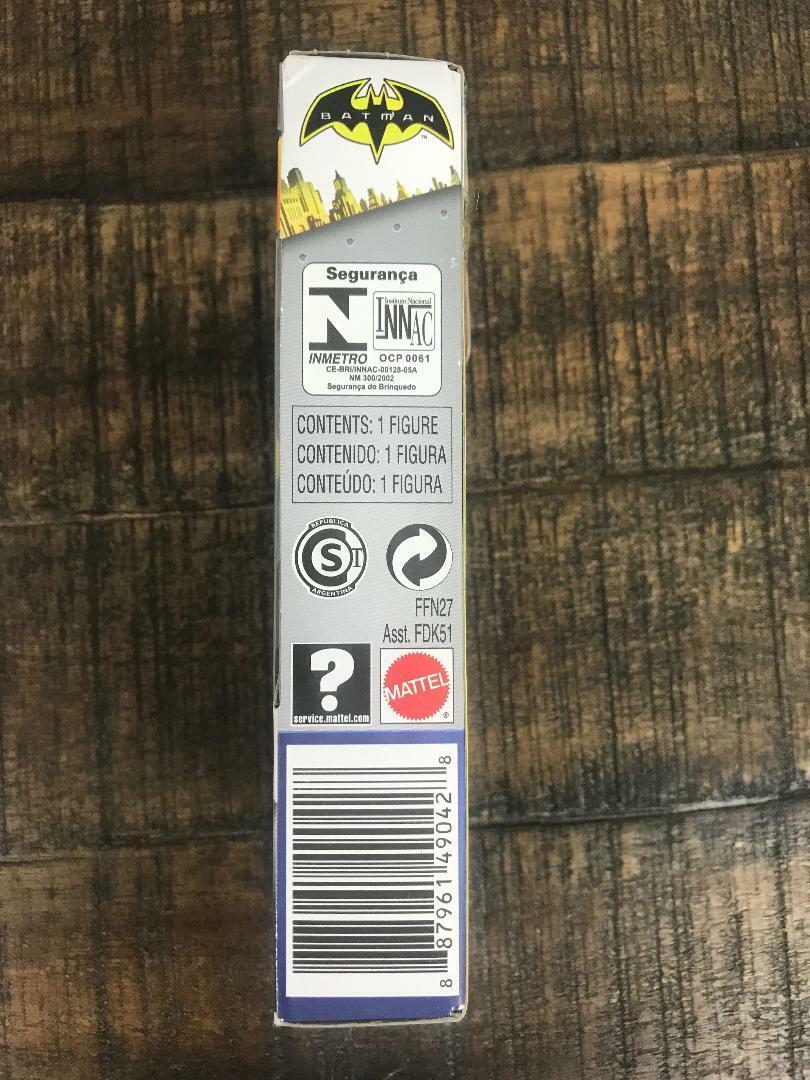 BATMAN
TM
Segurança
Instituto Nacional
INNAC
INMETRO OCP 0061
CE-BRI/INNAC-00128-05A
NM 300/2002
Segurança do Brinquedo
CONTENTS: 1 FIGURE
CONTENIDO: 1 FIGURA
CONTEÚDO: 1 FIGURA
REPUBLICA
S T
ARGENTINA
FFN27
Asst. FDK51
?
service.mattel.com
MATTEL
®
8 87961 49042 8